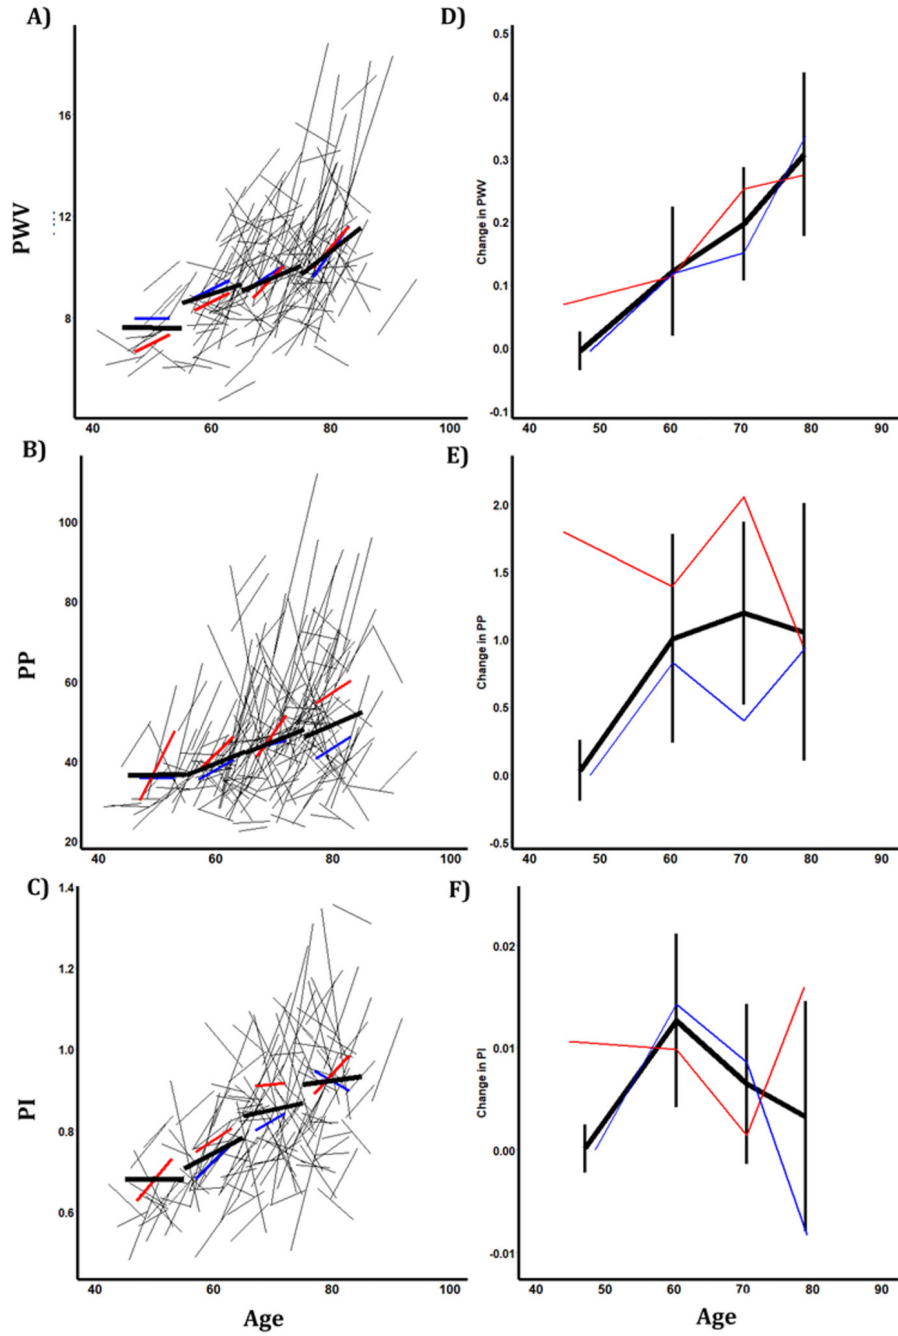 A)
PWV
16
12
8
40 60 80 100
D)
Change in PWV
0.5
0.4
0.3
0.2
0.1
0.0
-0.1
40 50 60 70 80 90
B)
PP
100
80
60
40
20
40 60 80 100
E)
Change in PP
2.0
1.5
1.0
0.5
0.0
-0.5
40 50 60 70 80 90
C)
PI
1.4
1.2
1.0
0.8
0.6
40 60 80 100
Age
F)
Change in PI
0.02
0.01
0.00
-0.01
40 50 60 70 80 90
Age